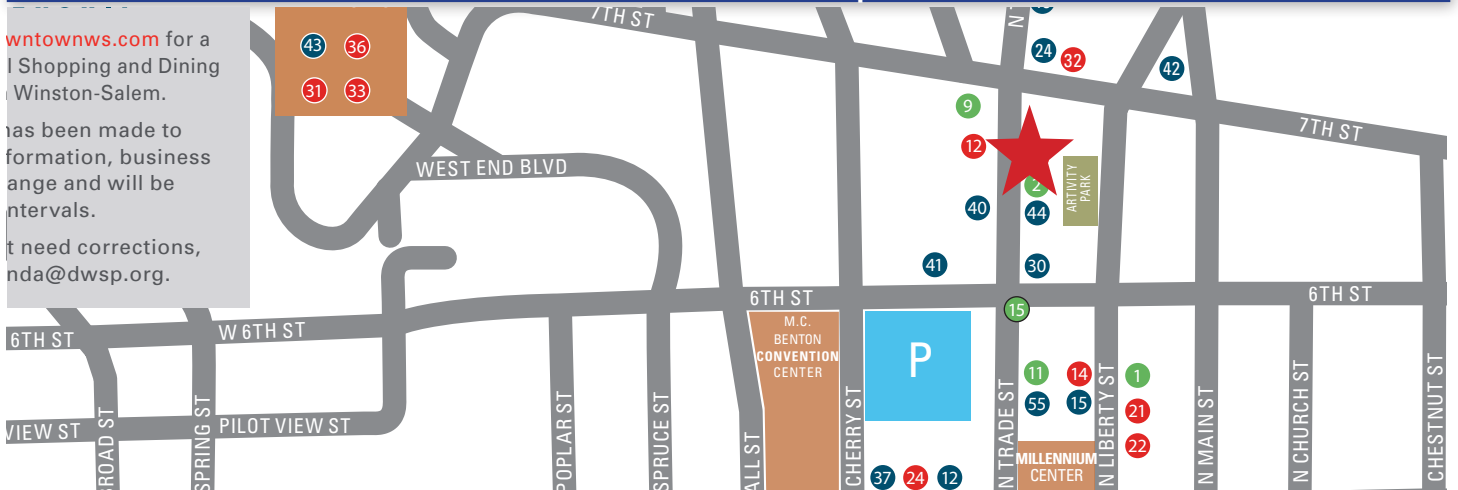 wntownws.com for a
l Shopping and Dining
Winston-Salem.
has been made to
formation, business
ange and will be
ntervals.
t need corrections,
nda@dwsp.org.
43 36
31 33
7TH ST
N T
24 32
42
9
12
7TH ST
WEST END BLVD
2
ARTIVITY
PARK
40
44
41
30
6TH ST
6TH ST
15
6TH ST
W 6TH ST
M.C.
BENTON
CONVENTION
CENTER
P
11 14 1
55 15 21
22
VIEW ST
PILOT VIEW ST
ROAD ST
SPRING ST
POPLAR ST
SPRUCE ST
ALL ST
CHERRY ST
37 24 12
N TRADE ST
MILLENNIUM
CENTER
N LIBERTY ST
N MAIN ST
N CHURCH ST
CHESTNUT ST